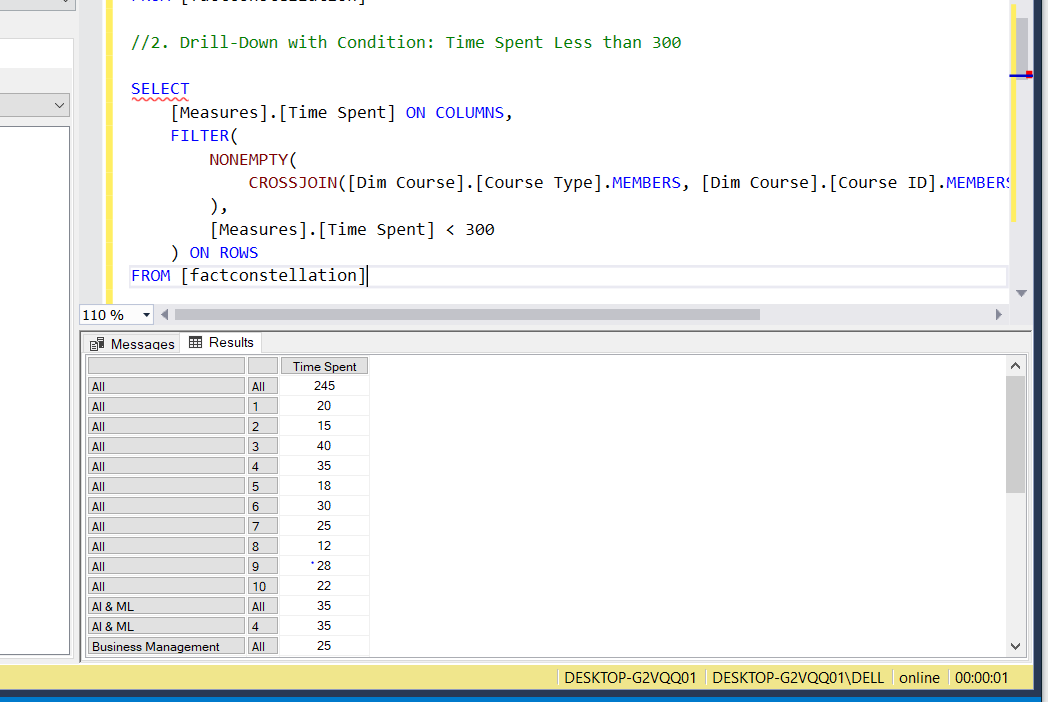 //2. Drill-Down with Condition: Time Spent Less than 300
SELECT
[Measures].[Time Spent] ON COLUMNS,
FILTER(
NONEMPTY(
CROSSJOIN([Dim Course].[Course Type].MEMBERS, [Dim Course].[Course ID].MEMBERS
),
[Measures].[Time Spent] < 300
) ON ROWS
FROM [factconstellation]
110 %
Messages Results
Time Spent
All All 245
All 1 20
All 2 15
All 3 40
All 4 35
All 5 18
All 6 30
All 7 25
All 8 12
All 9 28
All 10 22
AI & ML All 35
AI & ML 4 35
Business Management All 25
DESKTOP-G2VQQ01 DESKTOP-G2VQQ01\DELL online 00:00:01